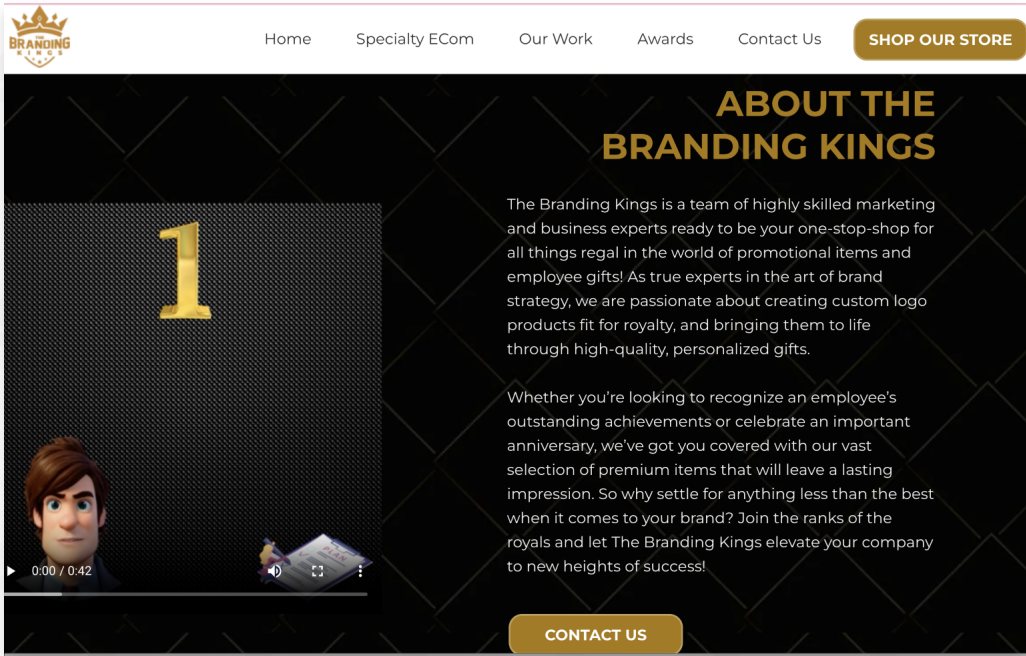 THE
BRANDING
KINGS
Home Specialty ECom Our Work Awards Contact Us SHOP OUR STORE
ABOUT THE
BRANDING KINGS
1
The Branding Kings is a team of highly skilled marketing
and business experts ready to be your one-stop-shop for
all things regal in the world of promotional items and
employee gifts! As true experts in the art of brand
strategy, we are passionate about creating custom logo
products fit for royalty, and bringing them to life
through high-quality, personalized gifts.
Whether you’re looking to recognize an employee’s
outstanding achievements or celebrate an important
anniversary, we’ve got you covered with our vast
selection of premium items that will leave a lasting
impression. So why settle for anything less than the best
when it comes to your brand? Join the ranks of the
royals and let The Branding Kings elevate your company
to new heights of success!
PLAN
0:00 / 0:42
CONTACT US